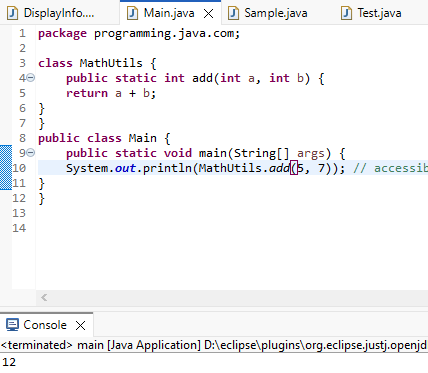 DisplayInfo.... Main.java Sample.java Test.java
1 package programming.java.com;
2
3 class MathUtils {
4 public static int add(int a, int b) {
5 return a + b;
6 }
7 }
8 public class Main {
9 public static void main(String[] args) {
10 System.out.println(MathUtils.add(5, 7)); // accessib
11 }
12 }
13
14
Console
<terminated> main [Java Application] D:\eclipse\plugins\org.eclipse.justj.openjd
12